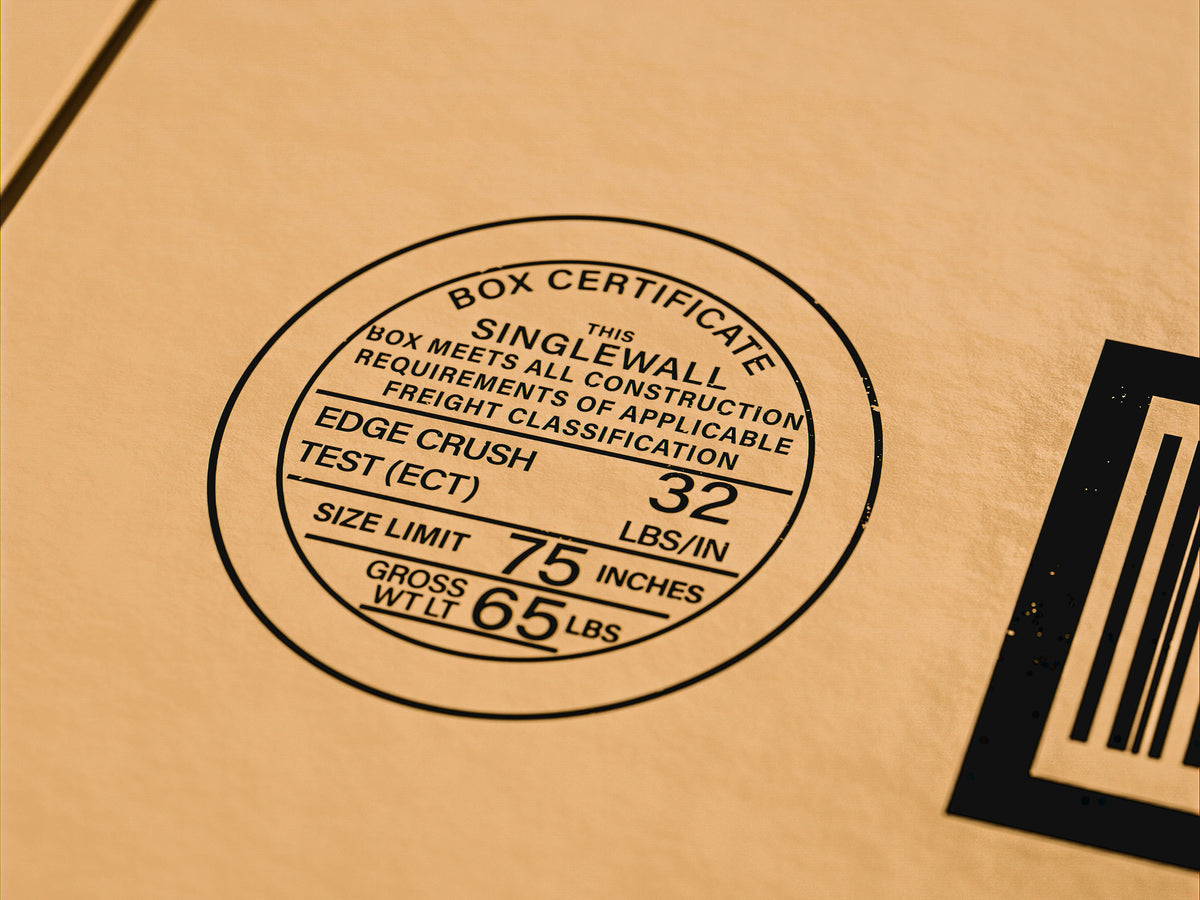 BOX CERTIFICATE
THIS
SINGLEWALL
BOX MEETS ALL CONSTRUCTION
REQUIREMENTS OF APPLICABLE
FREIGHT CLASSIFICATION
EDGE CRUSH
TEST (ECT)
32
LBS/IN
SIZE LIMIT 75 INCHES
GROSS
WT LT 65 LBS